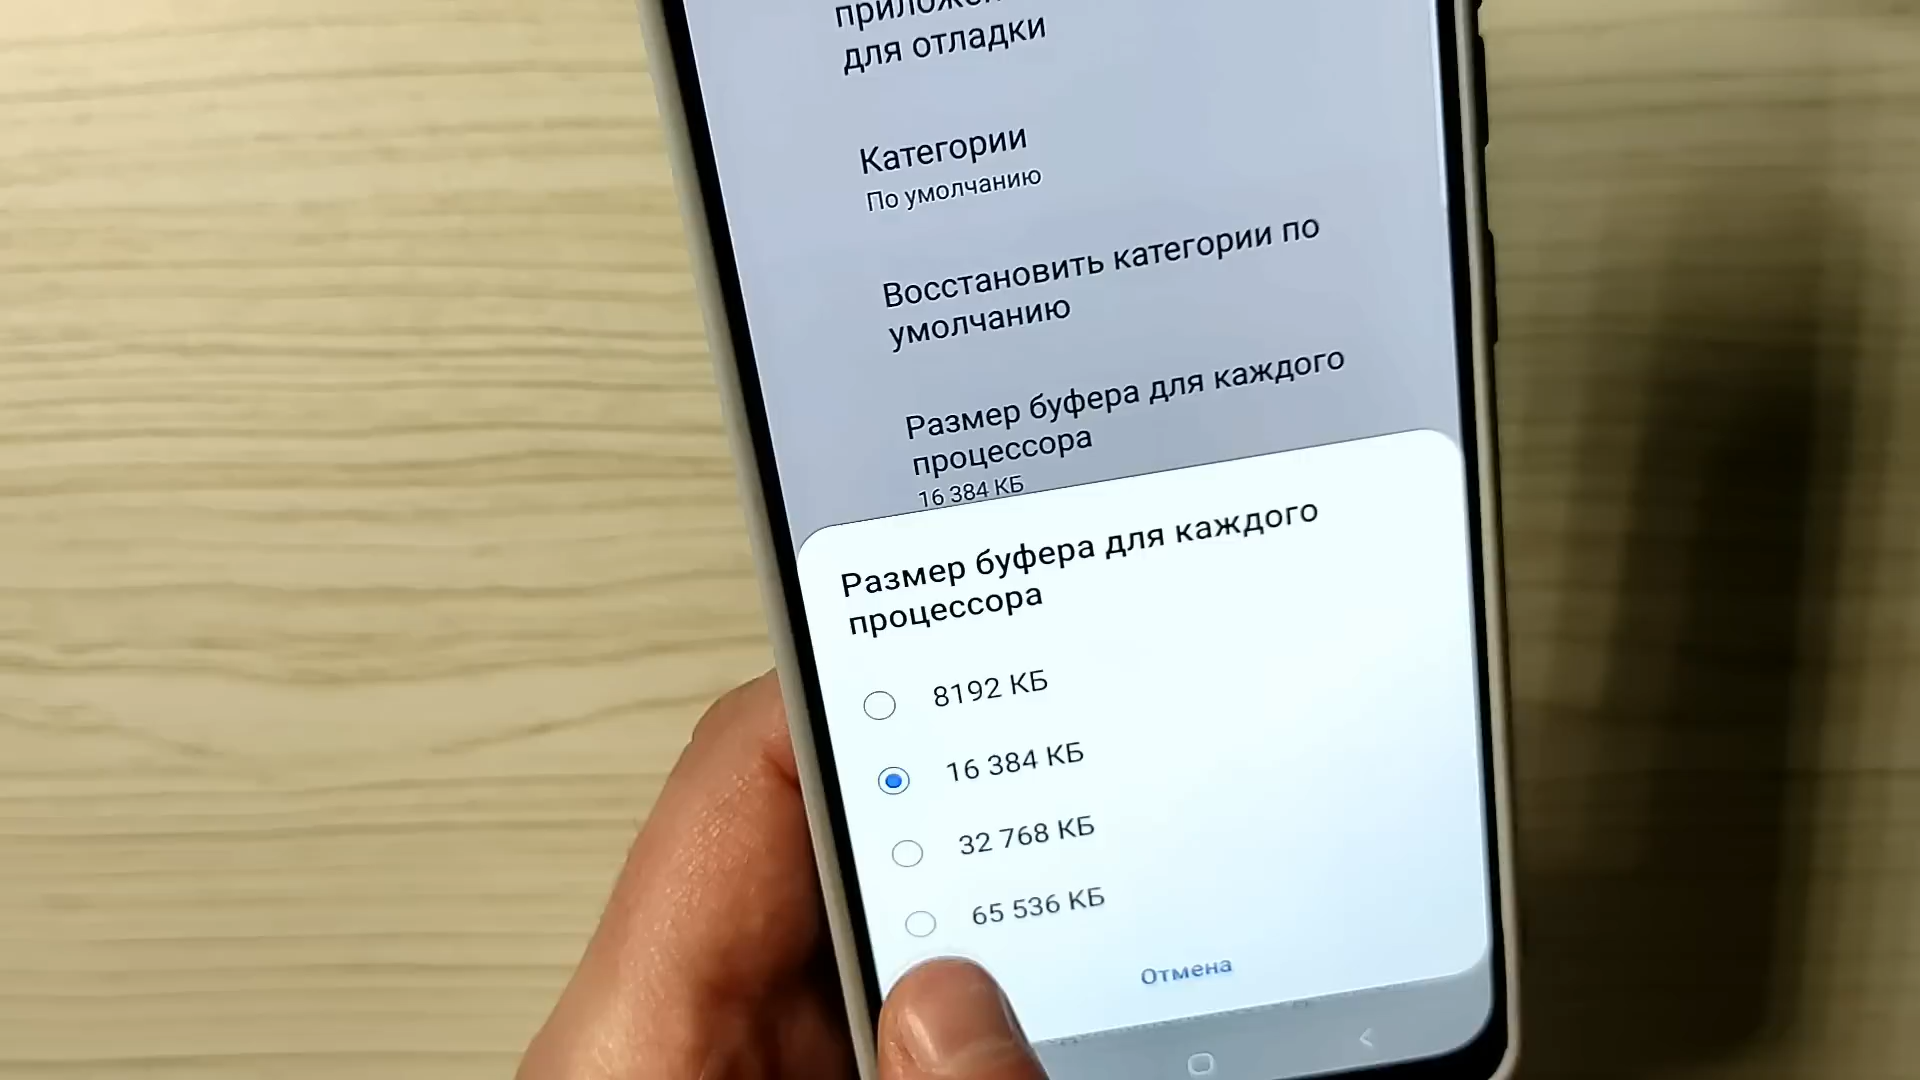 для отладки
Категории
По умолчанию
Восстановить категории по
умолчанию
Размер буфера для каждого
процессора
16 384 КБ
Размер буфера для каждого
процессора
8192 КБ
16 384 КБ
32 768 КБ
65 536 КБ
Отмена